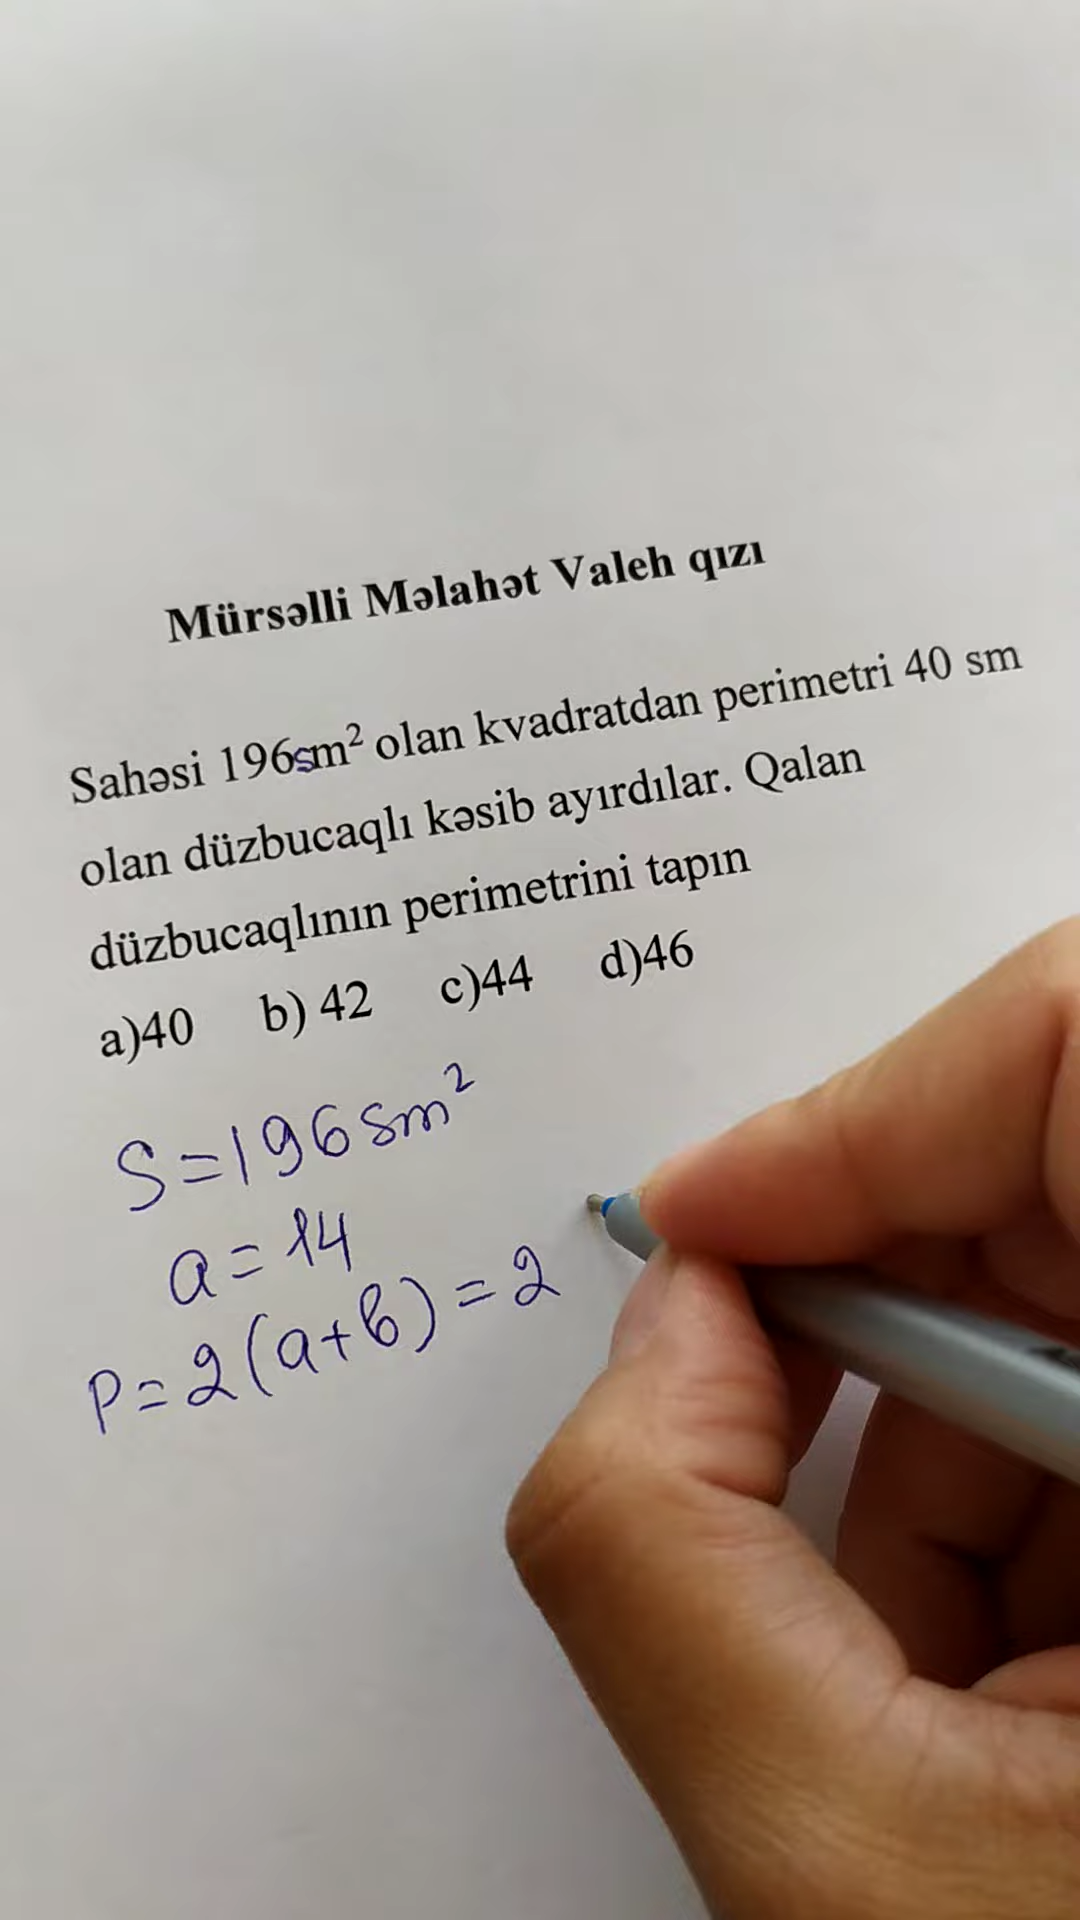 Mürsəlli Məlahət Valeh qızı
Sahəsi 196sm² olan kvadratdan perimetri 40 sm
olan düzbucaqlı kəsib ayırdılar. Qalan
düzbucaqlının perimetrini tapın
a)40 b) 42 c)44 d)46
S=196sm²
a=14
P=2(a+b)=2